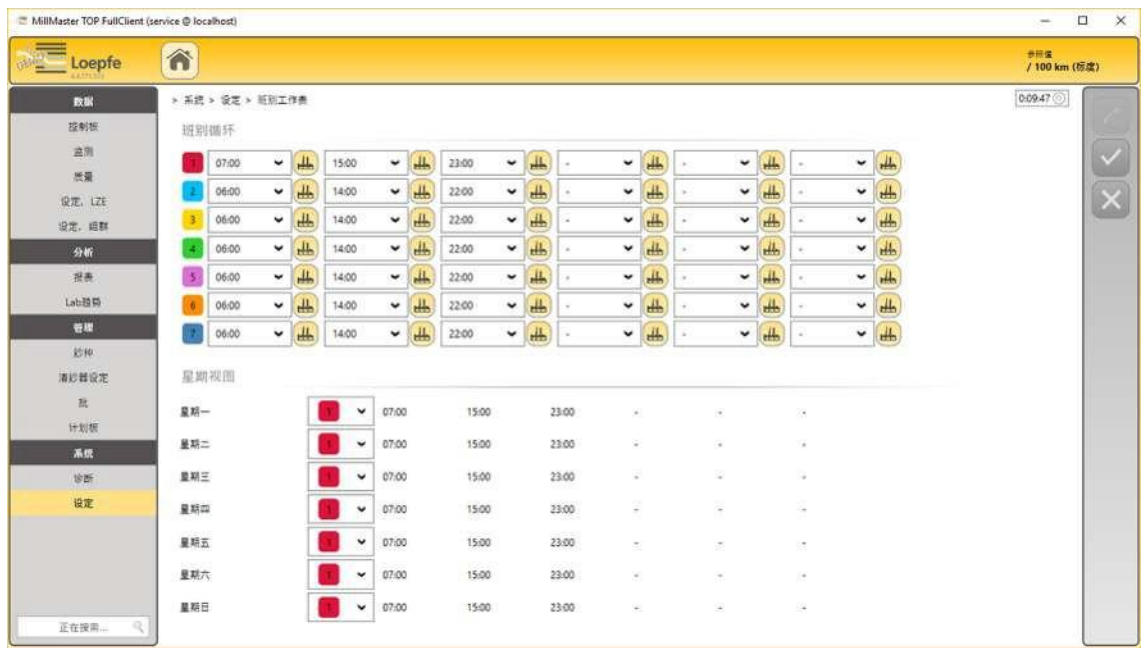 MillMaster TOP FullClient (service @ localhost)
Loepfe
参照值
/ 100 km (标度)
数据
控制板
监测
质量
设定, LZE
设定, 组群
分析
报表
Lab趋势
管理
纱种
清纱器设定
批
计划板
系统
诊断
设定
正在搜索...
> 系统 > 设定 > 班别工作表
0:09:47
班别循环
1 07:00 15:00 23:00 - - -
2 06:00 14:00 22:00 - - -
3 06:00 14:00 22:00 - - -
4 06:00 14:00 22:00 - - -
5 06:00 14:00 22:00 - - -
6 06:00 14:00 22:00 - - -
7 06:00 14:00 22:00 - - -
星期视图
星期一 1 07:00 15:00 23:00 - - -
星期二 1 07:00 15:00 23:00 - - -
星期三 1 07:00 15:00 23:00 - - -
星期四 1 07:00 15:00 23:00 - - -
星期五 1 07:00 15:00 23:00 - - -
星期六 1 07:00 15:00 23:00 - - -
星期日 1 07:00 15:00 23:00 - - -